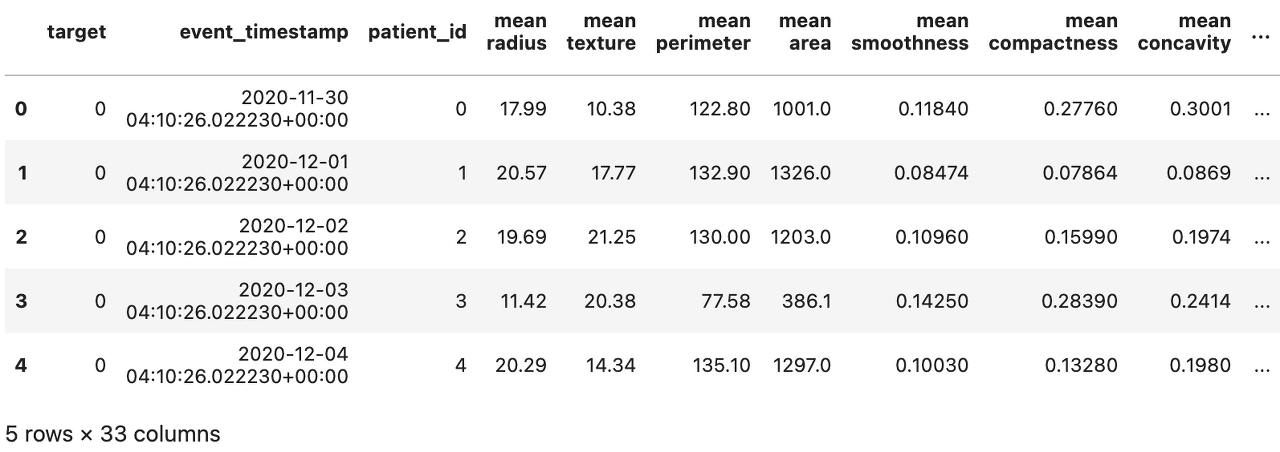 target event_timestamp patient_id mean radius mean texture mean perimeter mean area mean smoothness mean compactness mean concavity ...
0 0 2020-11-30 04:10:26.022230+00:00 0 17.99 10.38 122.80 1001.0 0.11840 0.27760 0.3001 ...
1 0 2020-12-01 04:10:26.022230+00:00 1 20.57 17.77 132.90 1326.0 0.08474 0.07864 0.0869 ...
2 0 2020-12-02 04:10:26.022230+00:00 2 19.69 21.25 130.00 1203.0 0.10960 0.15990 0.1974 ...
3 0 2020-12-03 04:10:26.022230+00:00 3 11.42 20.38 77.58 386.1 0.14250 0.28390 0.2414 ...
4 0 2020-12-04 04:10:26.022230+00:00 4 20.29 14.34 135.10 1297.0 0.10030 0.13280 0.1980 ...
5 rows × 33 columns